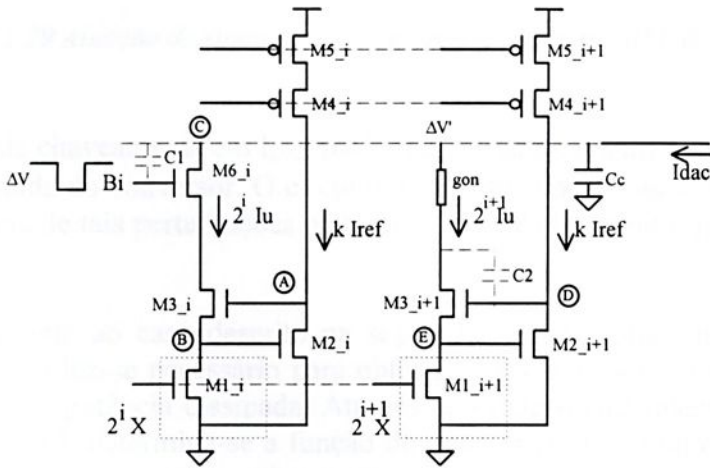 M5_i
M5_i+1
M4_i
M4_i+1
C
ΔV'
C1
ΔV
Bi
M6_i
gon
Cc
Idac
2^i Iu
k Iref
2^i+1 Iu
k Iref
A
C2
D
M3_i
M3_i+1
B
M2_i
E
M2_i+1
M1_i
M1_i+1
2^i X
2^i+1 X